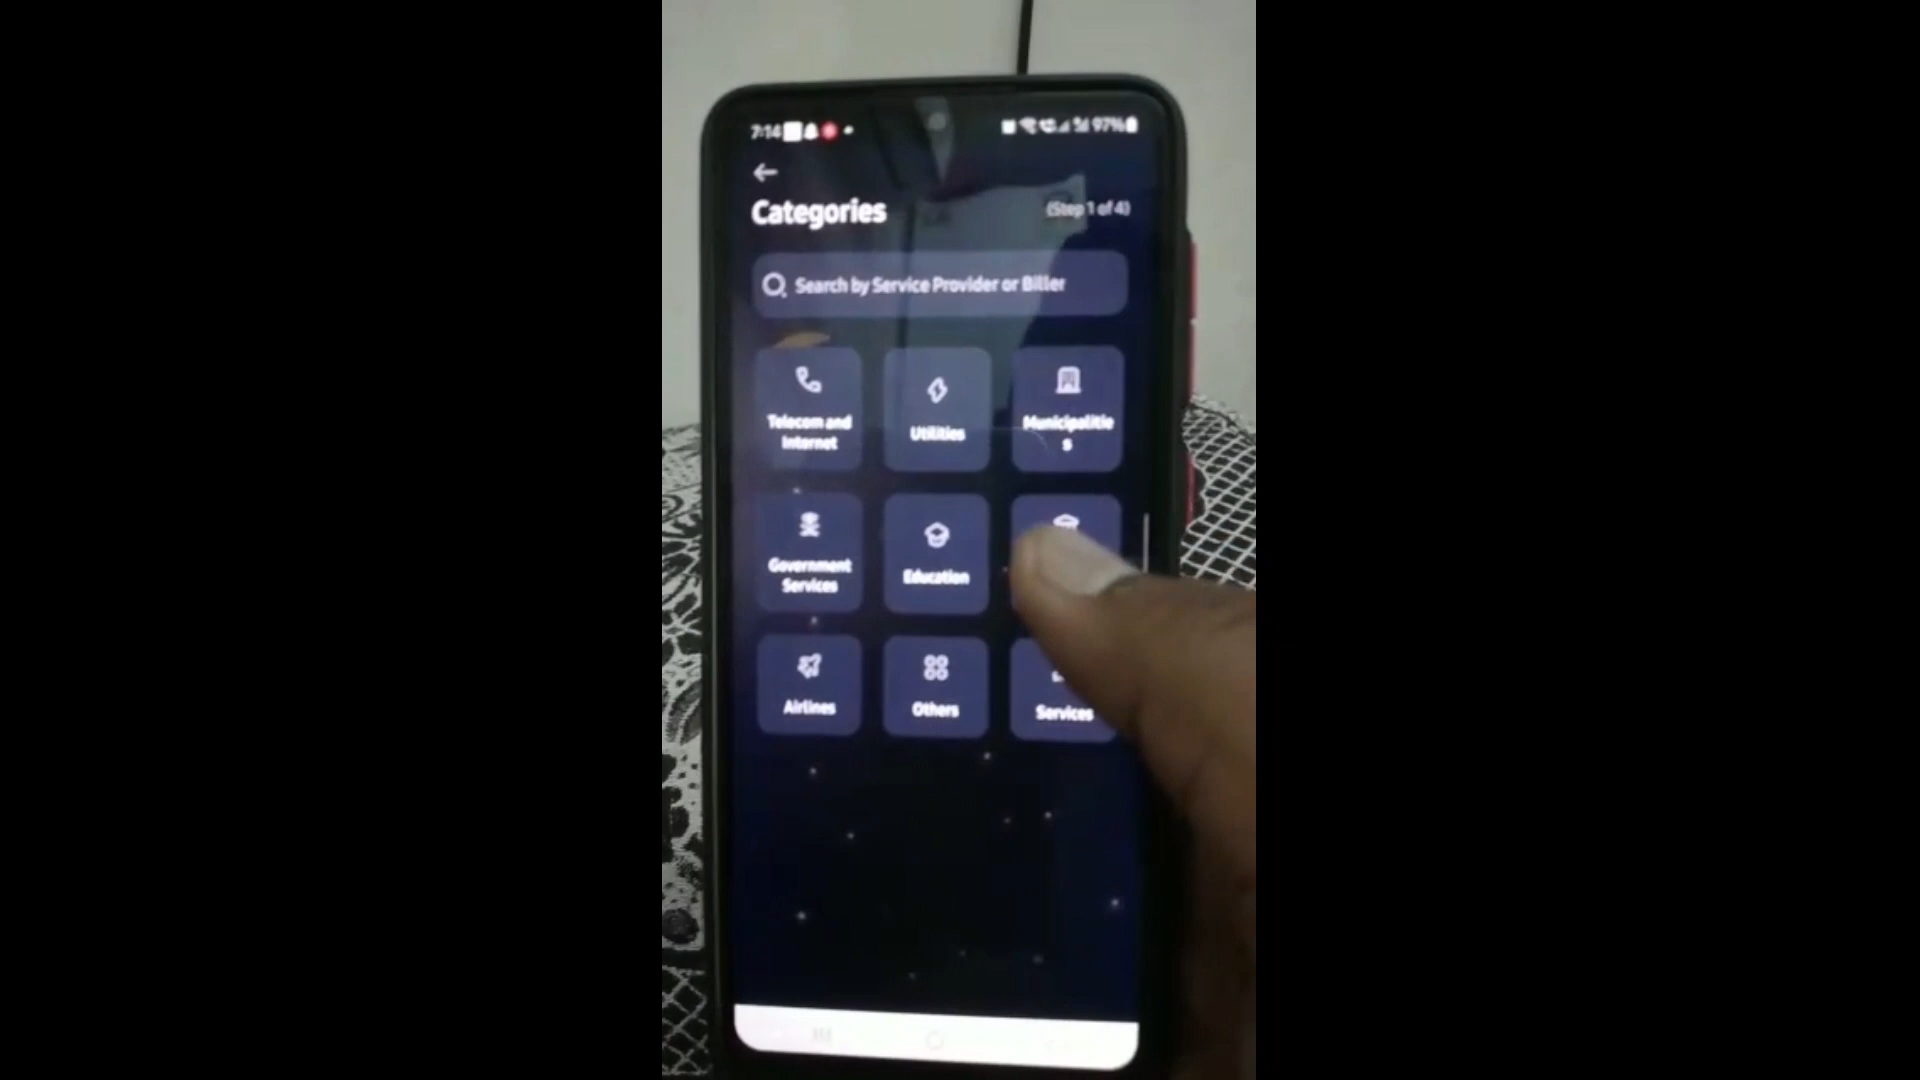 7:14
97%
Categories
(Step 1 of 4)
Search by Service Provider or Biller
Telecom and
Internet
Utilities
Municipalitie
s
Government
Services
Education
Airlines
Others
Services